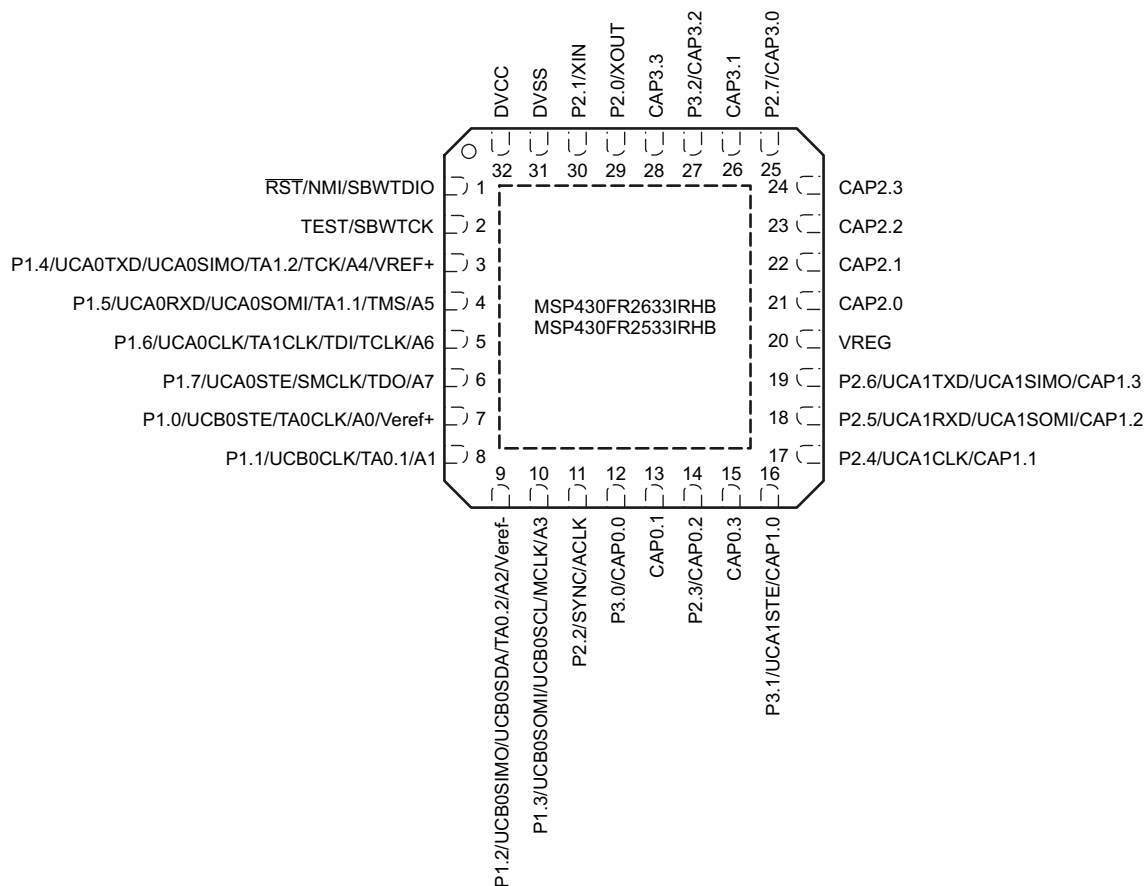 DVCC
DVSS
P2.1/XIN
P2.0/XOUT
CAP3.3
P3.2/CAP3.2
CAP3.1
P2.7/CAP3.0
32
31
30
29
28
27
26
25
RST/NMI/SBWTDIO
1
TEST/SBWTCK
2
P1.4/UCA0TXD/UCA0SIMO/TA1.2/TCK/A4/VREF+
3
P1.5/UCA0RXD/UCA0SOMI/TA1.1/TMS/A5
4
P1.6/UCA0CLK/TA1CLK/TDI/TCLK/A6
5
P1.7/UCA0STE/SMCLK/TDO/A7
6
P1.0/UCB0STE/TA0CLK/A0/Veref+
7
P1.1/UCB0CLK/TA0.1/A1
8
MSP430FR2633IRHB
MSP430FR2533IRHB
24
CAP2.3
23
CAP2.2
22
CAP2.1
21
CAP2.0
20
VREG
19
P2.6/UCA1TXD/UCA1SIMO/CAP1.3
18
P2.5/UCA1RXD/UCA1SOMI/CAP1.2
17
P2.4/UCA1CLK/CAP1.1
9
10
11
12
13
14
15
16
P1.2/UCB0SIMO/UCB0SDA/TA0.2/A2/Veref-
P1.3/UCB0SOMI/UCB0SCL/MCLK/A3
P2.2/SYNC/ACLK
P3.0/CAP0.0
CAP0.1
P2.3/CAP0.2
CAP0.3
P3.1/UCA1STE/CAP1.0